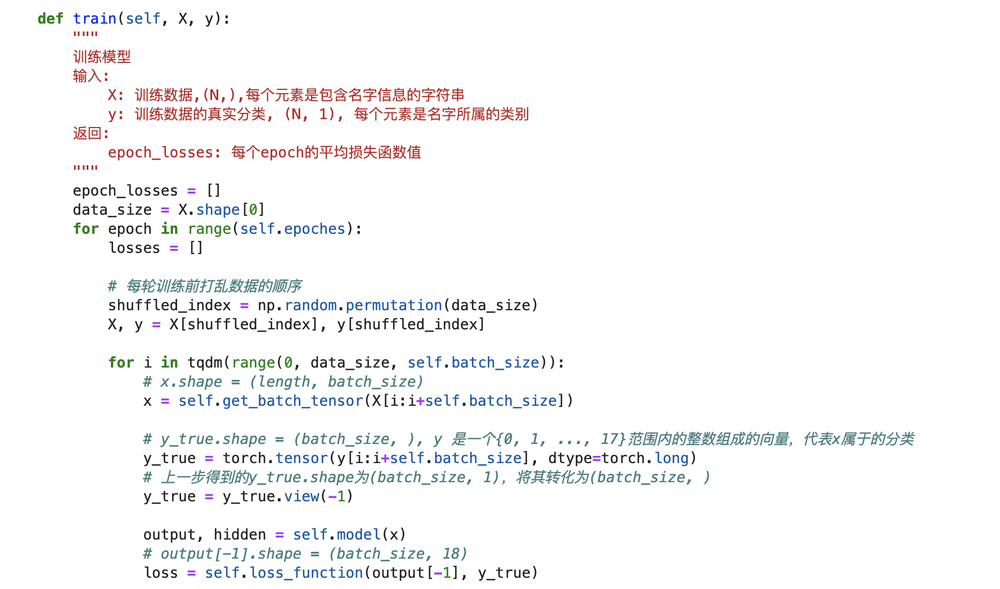 def train(self, X, y):
"""
训练模型
输入:
X: 训练数据,(N,),每个元素是包含名字信息的字符串
y: 训练数据的真实分类, (N, 1), 每个元素是名字所属的类别
返回:
epoch_losses: 每个epoch的平均损失函数值
"""
epoch_losses = []
data_size = X.shape[0]
for epoch in range(self.epoches):
losses = []
# 每轮训练前打乱数据的顺序
shuffled_index = np.random.permutation(data_size)
X, y = X[shuffled_index], y[shuffled_index]
for i in tqdm(range(0, data_size, self.batch_size)):
# x.shape = (length, batch_size)
x = self.get_batch_tensor(X[i:i+self.batch_size])
# y_true.shape = (batch_size, ), y 是一个{0, 1, ..., 17}范围内的整数组成的向量，代表x属于的分类
y_true = torch.tensor(y[i:i+self.batch_size], dtype=torch.long)
# 上一步得到的y_true.shape为(batch_size, 1)，将其转化为(batch_size, )
y_true = y_true.view(-1)
output, hidden = self.model(x)
# output[-1].shape = (batch_size, 18)
loss = self.loss_function(output[-1], y_true)